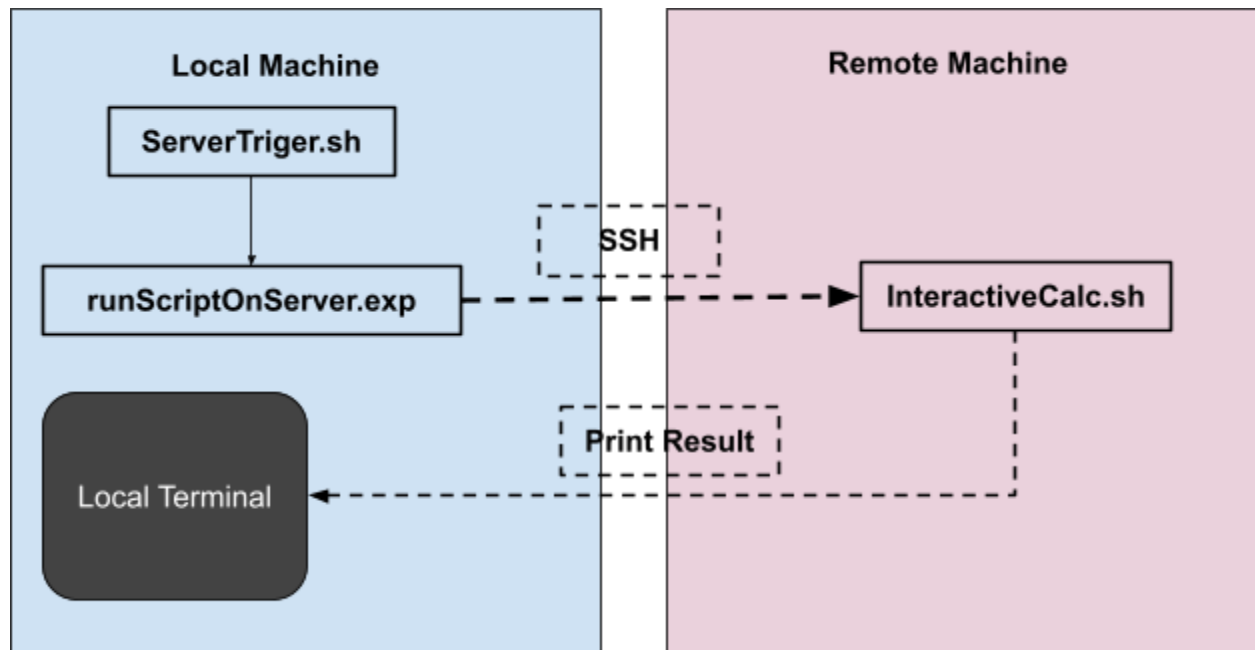 Local Machine
Remote Machine
ServerTriger.sh
SSH
runScriptOnServer.exp
InteractiveCalc.sh
Print Result
Local Terminal